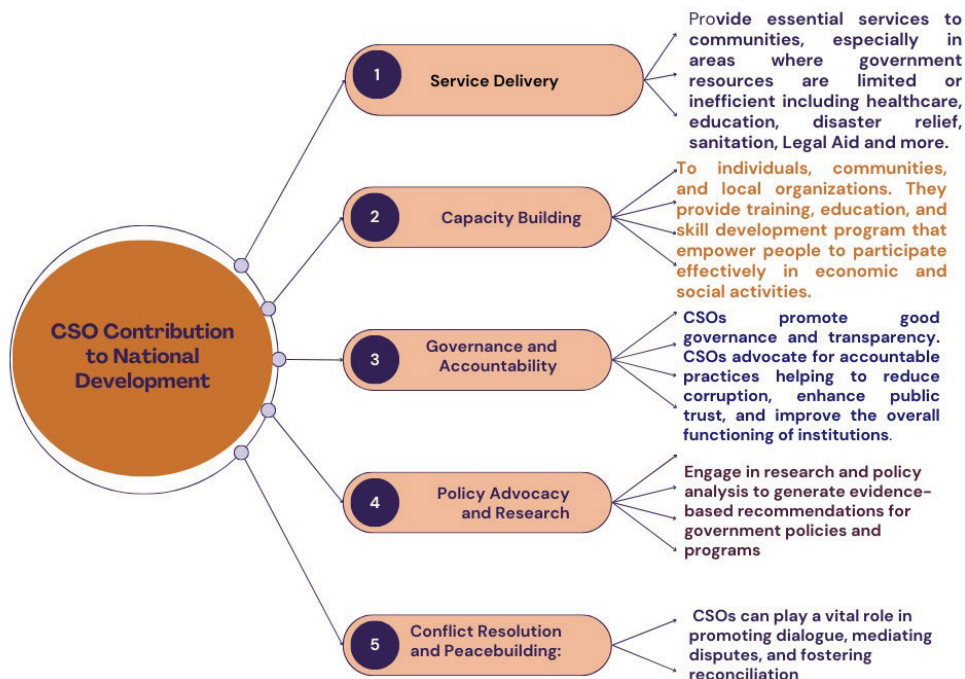 CSO Contribution
to National
Development
1
Service Delivery
Provide essential services to
communities, especially in
areas where government
resources are limited or
inefficient including healthcare,
education, disaster relief,
sanitation, Legal Aid and more.
2
Capacity Building
To individuals, communities,
and local organizations. They
provide training, education, and
skill development program that
empower people to participate
effectively in economic and
social activities.
3
Governance and
Accountability
CSOs promote good
governance and transparency.
CSOs advocate for accountable
practices helping to reduce
corruption, enhance public
trust, and improve the overall
functioning of institutions.
4
Policy Advocacy
and Research
Engage in research and policy
analysis to generate evidence-
based recommendations for
government policies and
programs
5
Conflict Resolution
and Peacebuilding:
CSOs can play a vital role in
promoting dialogue, mediating
disputes, and fostering
reconciliation